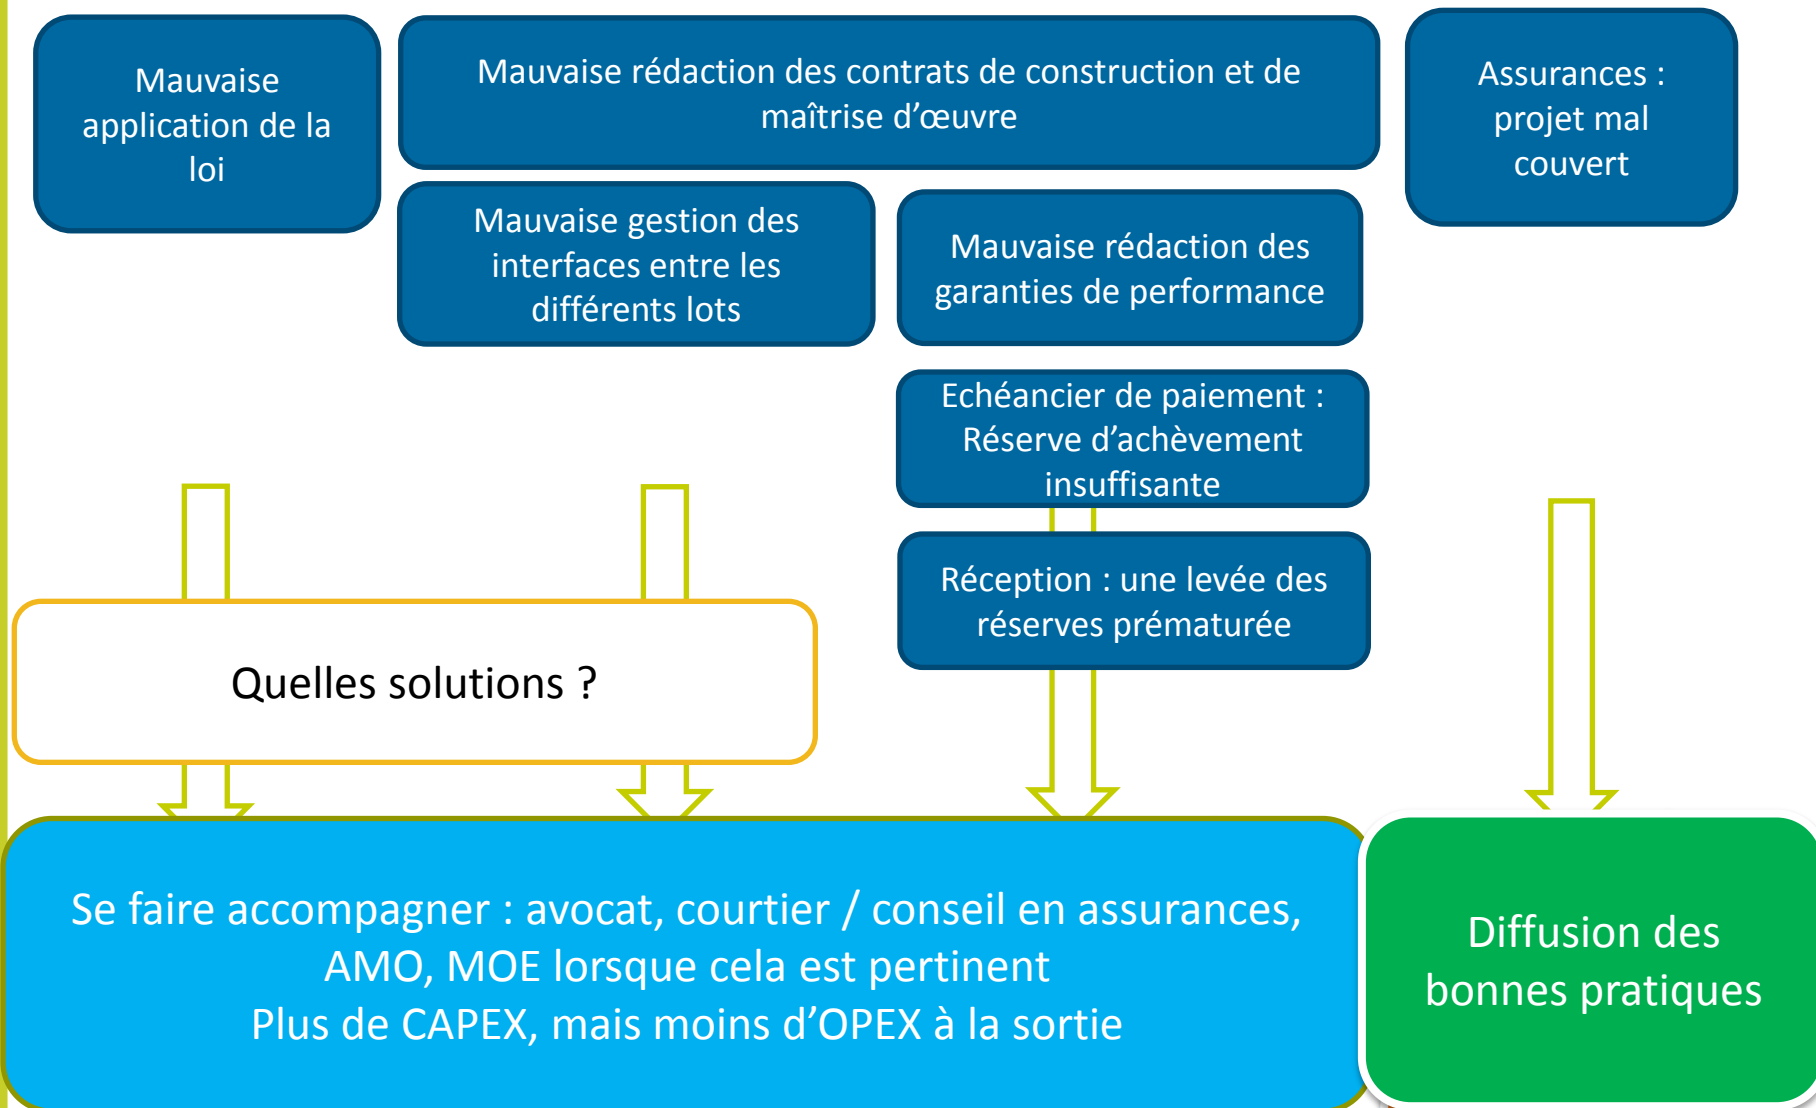 Mauvaise
application de la
loi
Mauvaise rédaction des contrats de construction et de
maîtrise d’œuvre
Assurances :
projet mal
couvert
Mauvaise gestion des
interfaces entre les
différents lots
Mauvaise rédaction des
garanties de performance
Echéancier de paiement :
Réserve d’achèvement
insuffisante
Réception : une levée des
réserves prématurée
Quelles solutions ?
Se faire accompagner : avocat, courtier / conseil en assurances,
AMO, MOE lorsque cela est pertinent
Plus de CAPEX, mais moins d’OPEX à la sortie
Diffusion des
bonnes pratiques